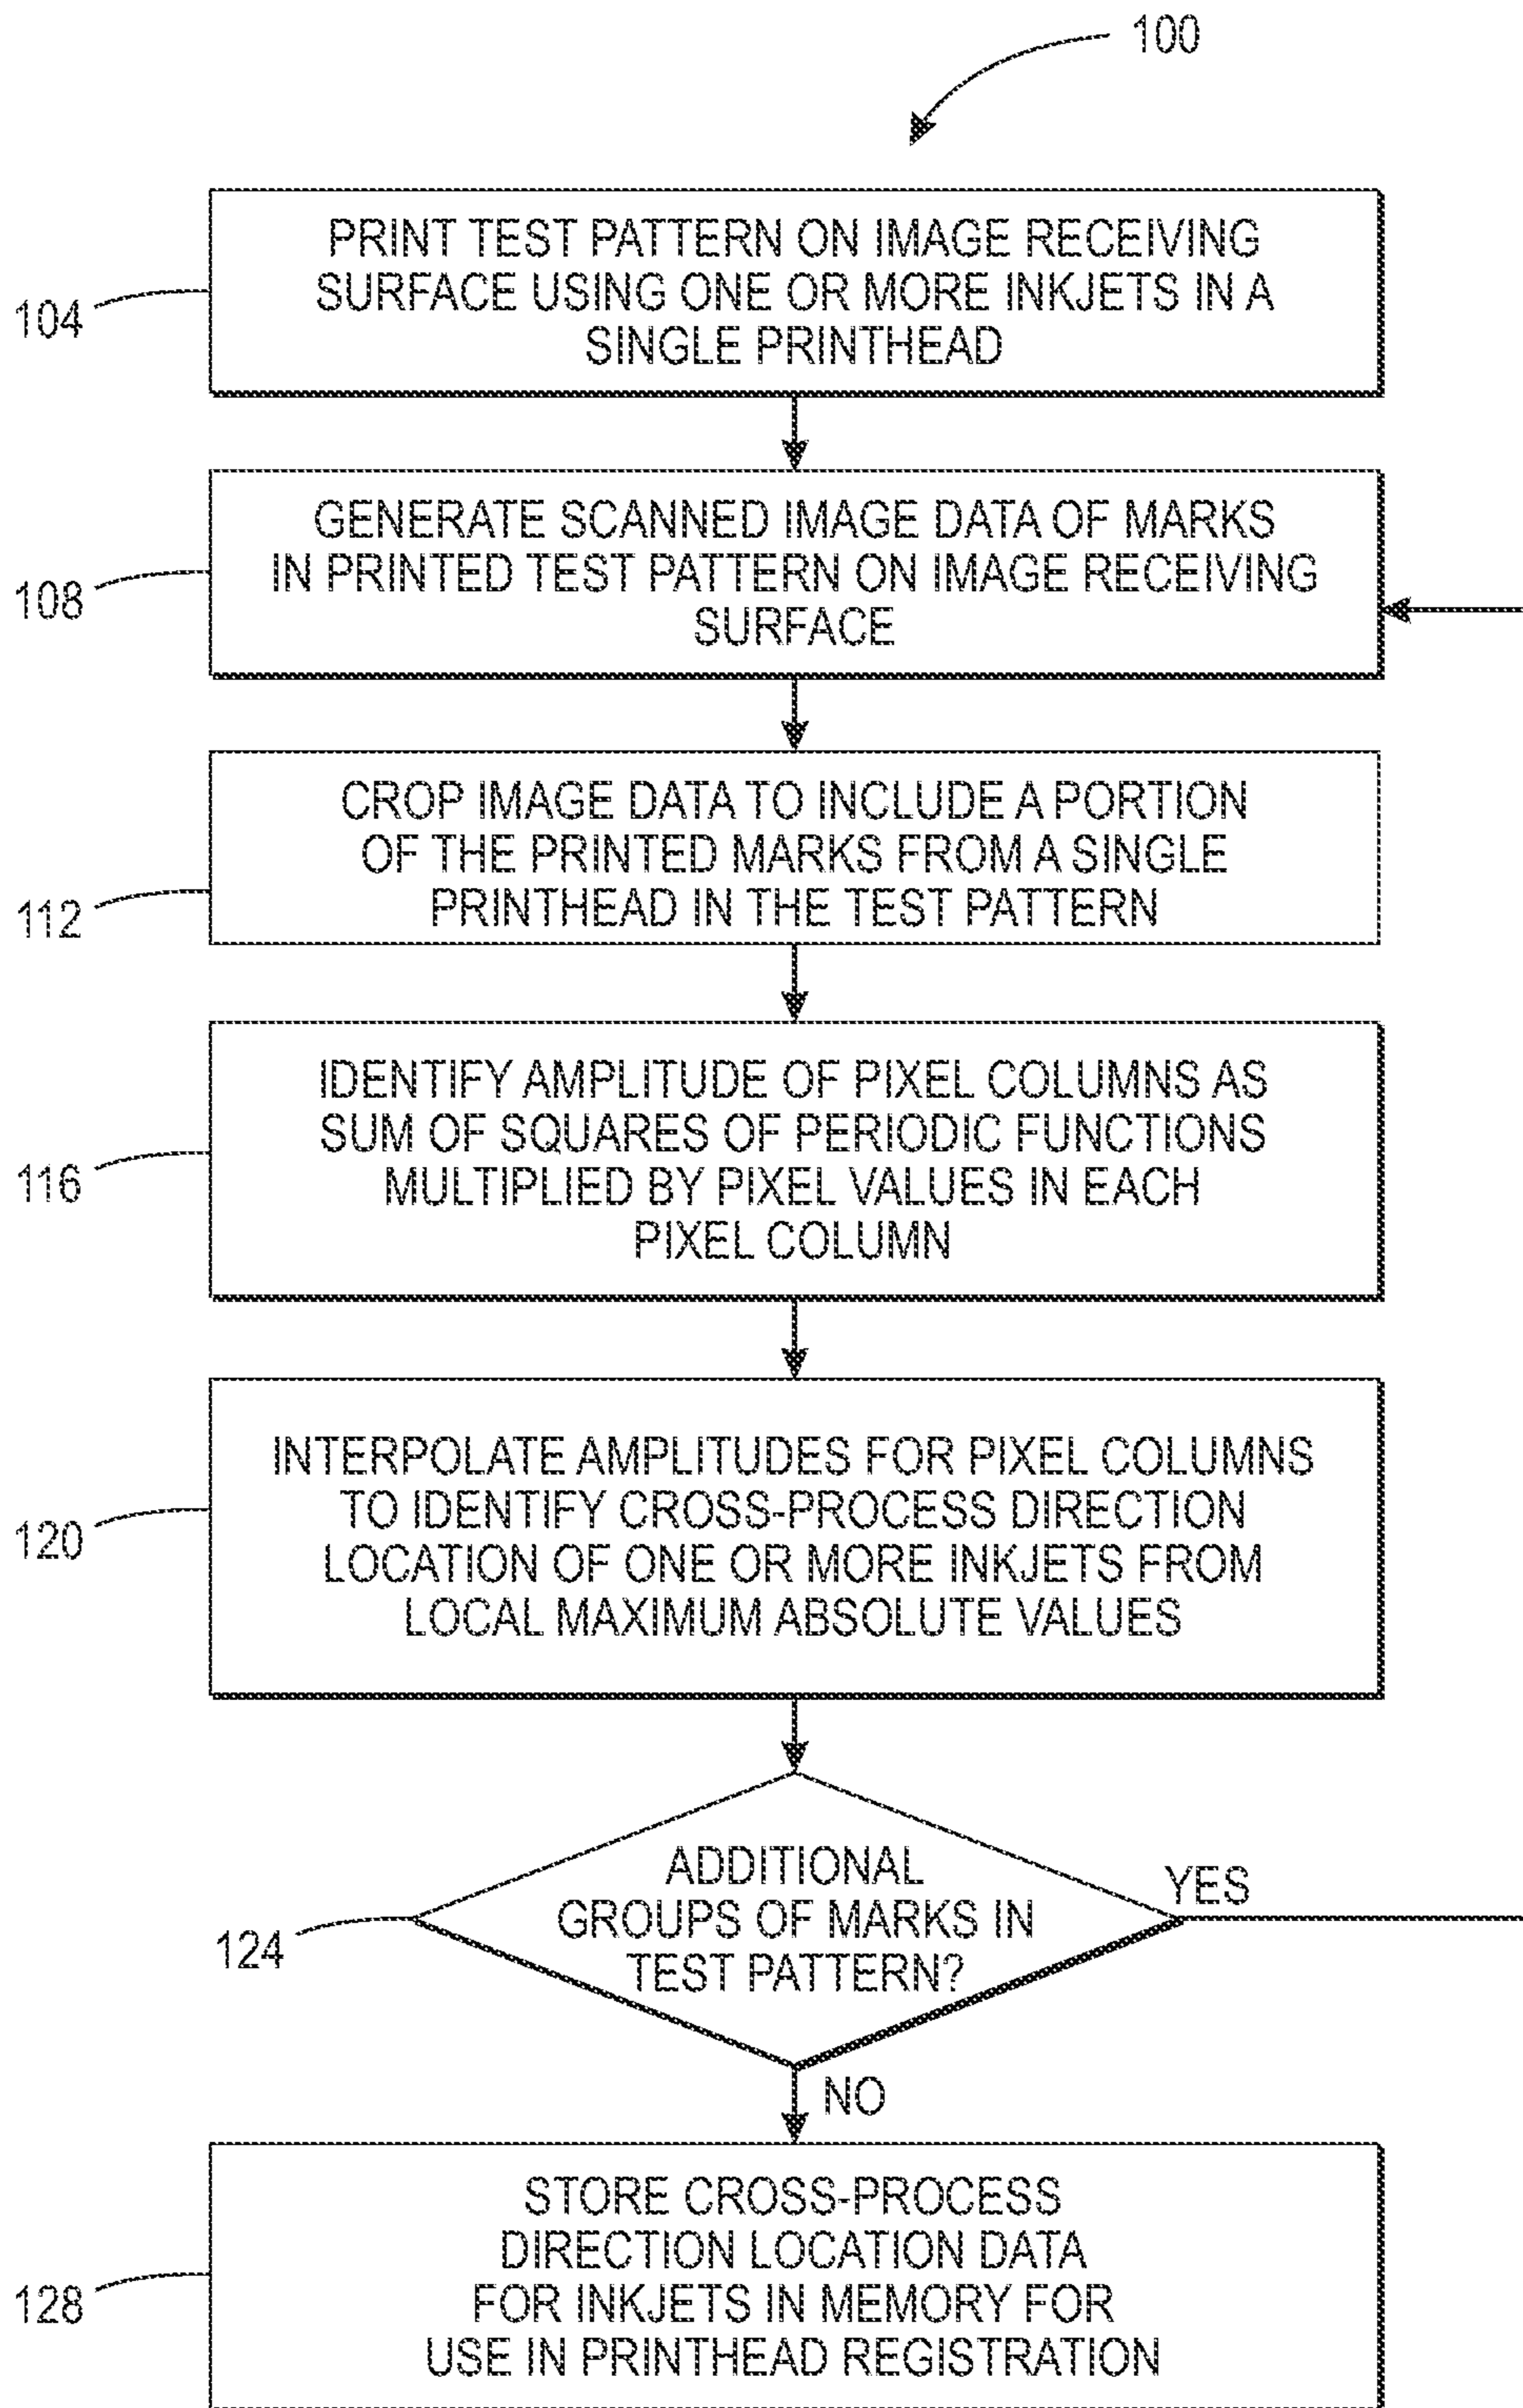 100
PRINT TEST PATTERN ON IMAGE RECEIVING
SURFACE USING ONE OR MORE INKJETS IN A
SINGLE PRINTHEAD
104
GENERATE SCANNED IMAGE DATA OF MARKS
IN PRINTED TEST PATTERN ON IMAGE RECEIVING
SURFACE
108
CROP IMAGE DATA TO INCLUDE A PORTION
OF THE PRINTED MARKS FROM A SINGLE
PRINTHEAD IN THE TEST PATTERN
112
IDENTIFY AMPLITUDE OF PIXEL COLUMNS AS
SUM OF SQUARES OF PERIODIC FUNCTIONS
MULTIPLIED BY PIXEL VALUES IN EACH
PIXEL COLUMN
116
INTERPOLATE AMPLITUDES FOR PIXEL COLUMNS
TO IDENTIFY CROSS-PROCESS DIRECTION
LOCATION OF ONE OR MORE INKJETS FROM
LOCAL MAXIMUM ABSOLUTE VALUES
120
ADDITIONAL
GROUPS OF MARKS IN
TEST PATTERN?
YES
124
NO
STORE CROSS-PROCESS
DIRECTION LOCATION DATA
FOR INKJETS IN MEMORY FOR
USE IN PRINTHEAD REGISTRATION
128